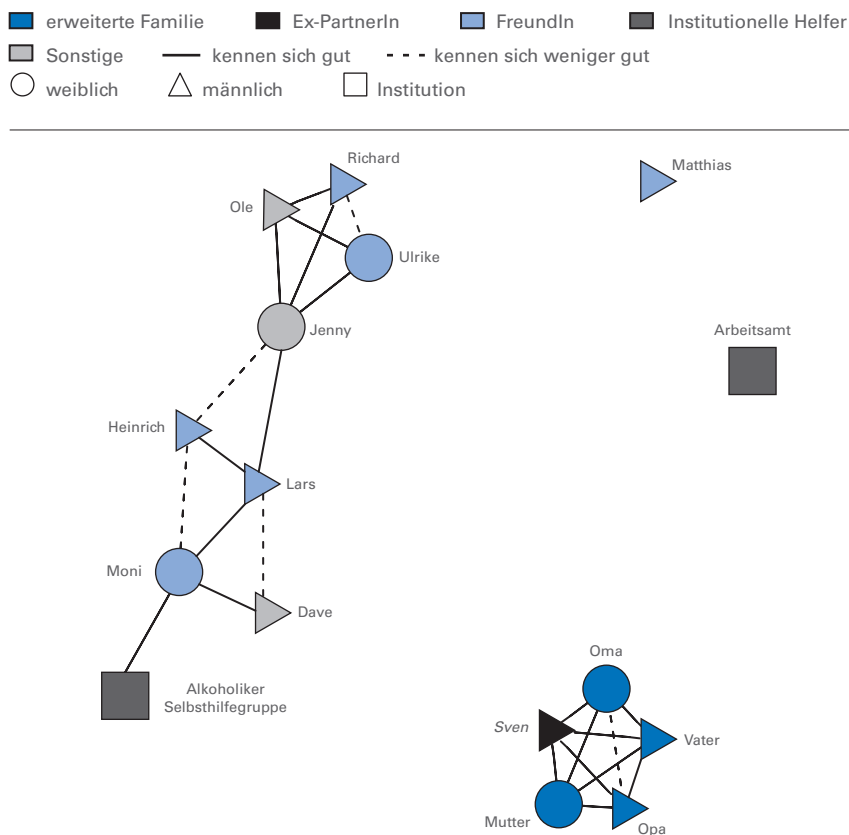 erweiterte Familie Ex-PartnerIn FreundIn Institutionelle Helfer
Sonstige kennen sich gut kennen sich weniger gut
weiblich männlich Institution
Richard
Matthias
Ole
Ulrike
Jenny
Arbeitsamt
Heinrich
Lars
Moni
Dave
Alkoholiker
Selbsthilfegruppe
Oma
Sven
Vater
Mutter
Opa